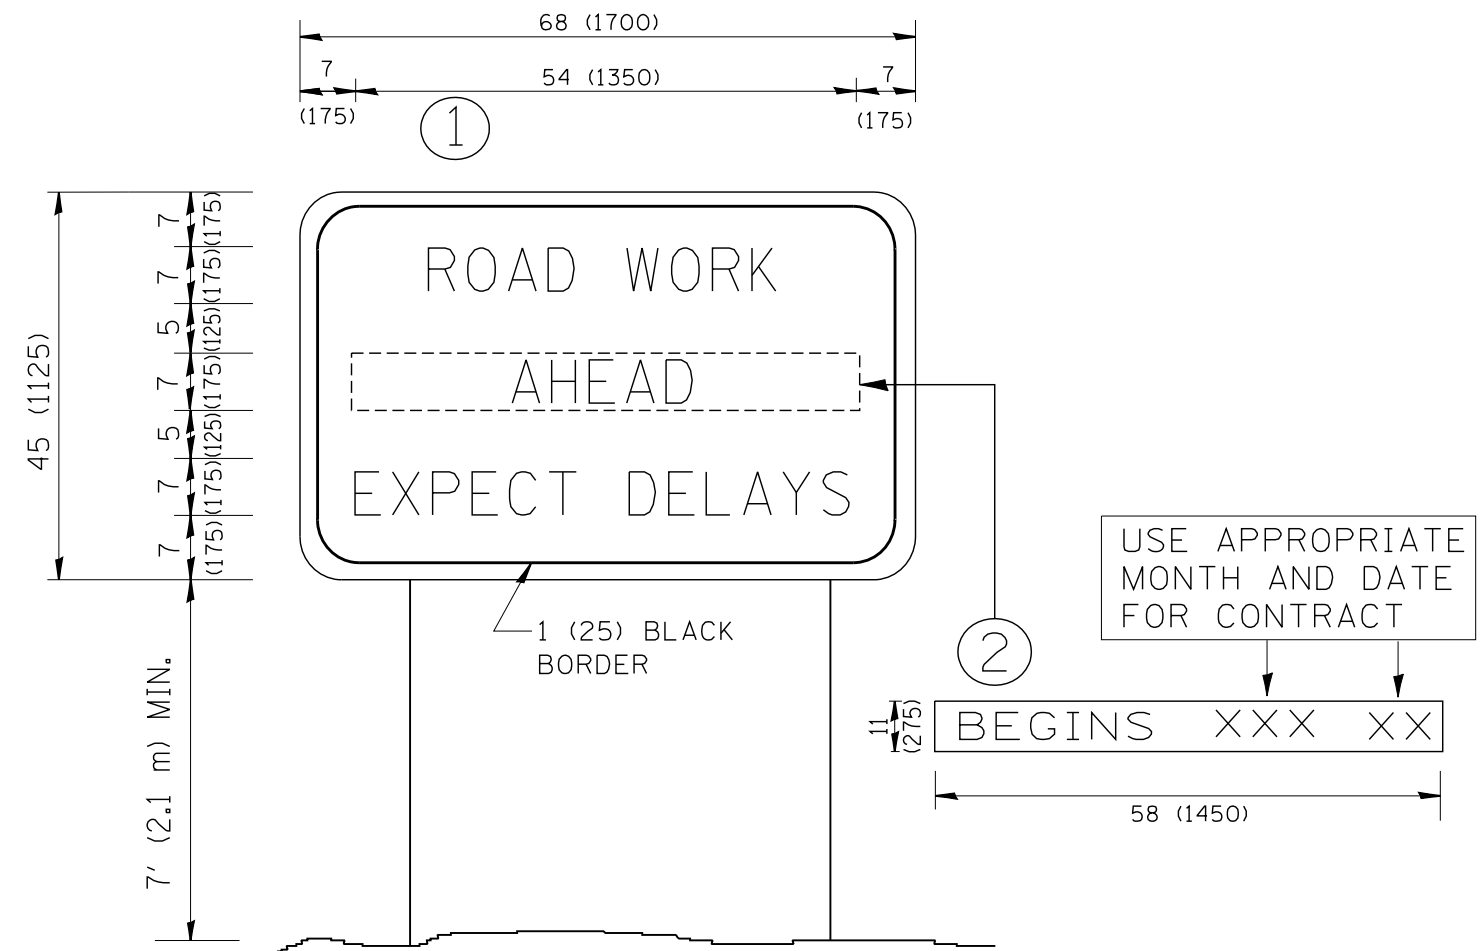 68 (1700)
7
54 (1350)
7
(175)
(175)
1
45 (1125)
7
(175)
7
(175)
5
(125)
7
(175)
5
(125)
7
(175)
7
(175)
ROAD WORK
AHEAD
EXPECT DELAYS
1 (25) BLACK
BORDER
7' (2.1 m) MIN.
2
USE APPROPRIATE
MONTH AND DATE
FOR CONTRACT
11
(275)
BEGINS XXX XX
58 (1450)